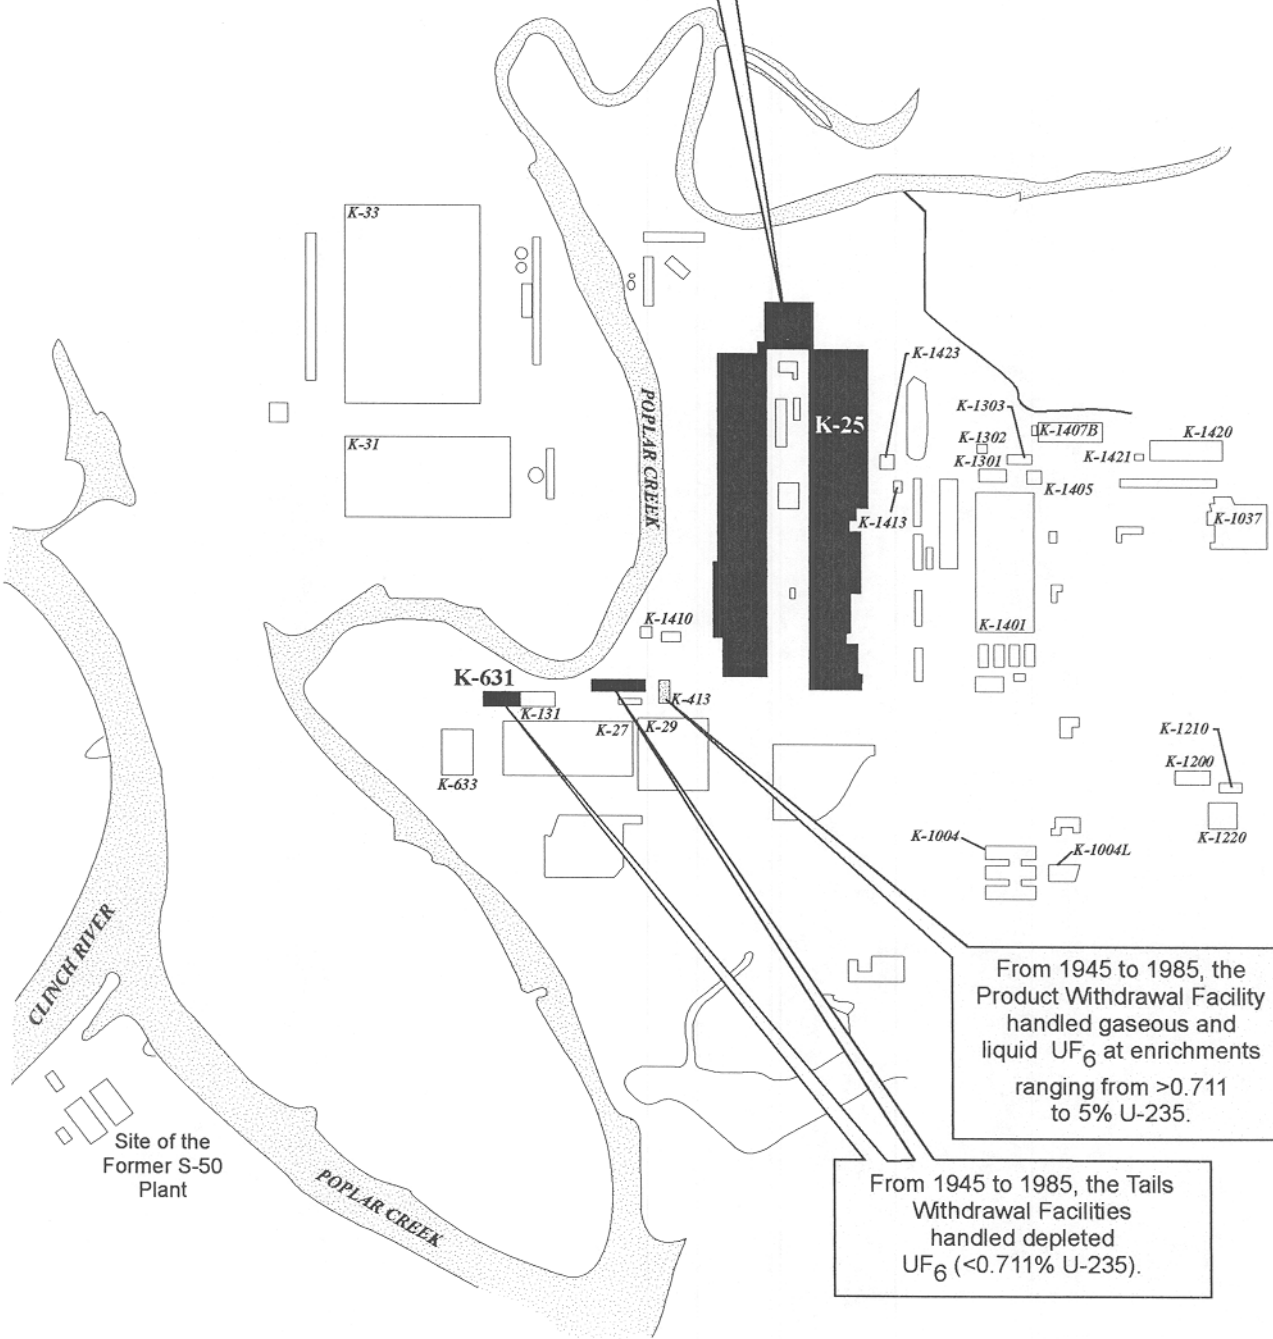 K-33
K-1423
K-25
K-1303
K-1302
K-1407B
K-1420
K-31
POPLAR CREEK
K-1301
K-1421
K-1405
K-1413
K-1037
K-1410
K-1401
K-631
K-413
K-131
K-27
K-29
K-1210
K-1200
K-633
K-1004
K-1004L
K-1220
CLINCH RIVER
From 1945 to 1985, the
Product Withdrawal Facility
handled gaseous and
liquid UF6 at enrichments
ranging from >0.711
to 5% U-235.
Site of the
Former S-50
Plant
POPLAR CREEK
From 1945 to 1985, the Tails
Withdrawal Facilities
handled depleted
UF6 (<0.711% U-235).